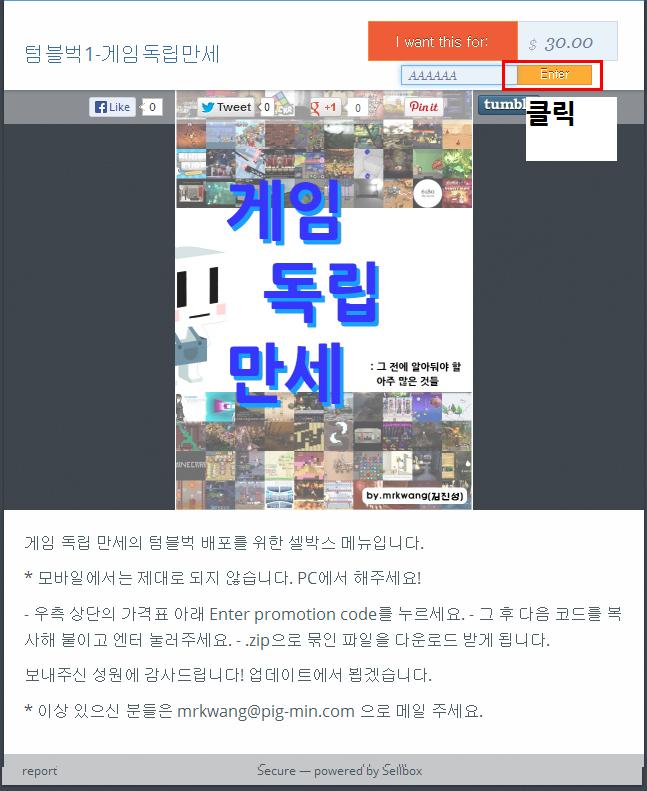 텀블벅1-게임독립만세
I want this for:
$ 30.00
AAAAAA
Enter
Like
0
Tweet
0
+1
0
Pin it
클릭
게임
독립
만세
: 그 전에 알아둬야 할
아주 많은 것들
MINECRAF
by.mrkwang(김진성)
게임 독립 만세의 텀블벅 배포를 위한 셀박스 메뉴입니다.
* 모바일에서는 제대로 되지 않습니다. PC에서 해주세요!
- 우측 상단의 가격표 아래 Enter promotion code를 누르세요. - 그 후 다음 코드를 복
사해 붙이고 엔터 눌러주세요. - .zip으로 묶인 파일을 다운로드 받게 됩니다.
보내주신 성원에 감사드립니다! 업데이트에서 뵙겠습니다.
* 이상 있으신 분들은 mrkwang@pig-min.com 으로 메일 주세요.
report
Secure — powered by Sellbox